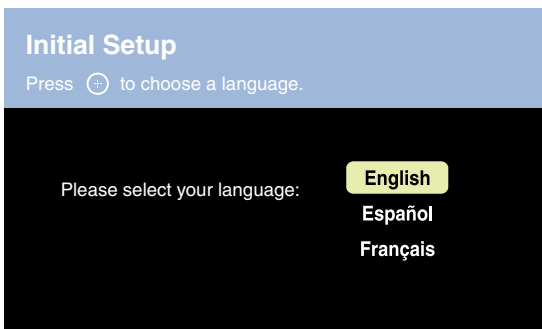 Initial Setup
Press to choose a language.
Please select your language:
English
Español
Français